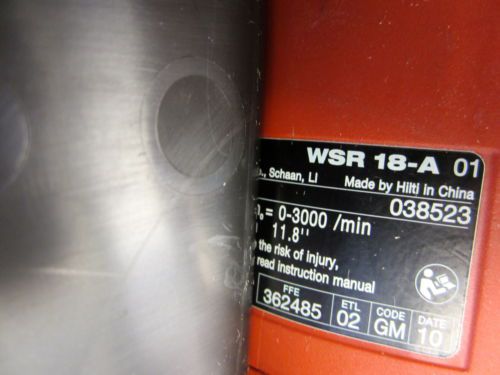 WSR 18-A 01
Schaan, LI Made by Hilti in China
038523
= 0-3000 /min
11.8"
the risk of injury,
read instruction manual
FFE ETL CODE DATE
362485 02 GM 10